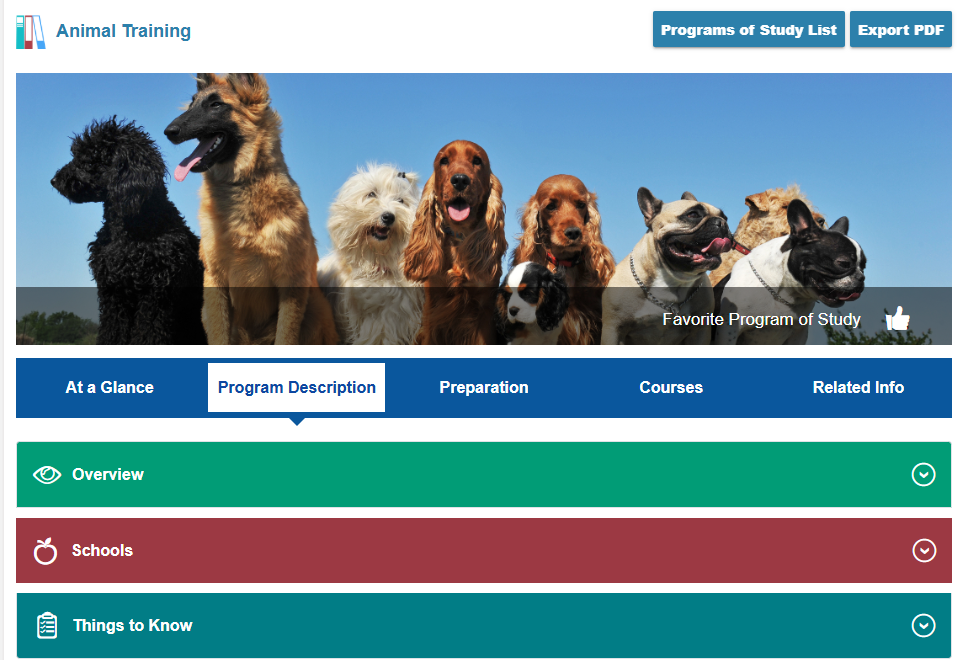 Animal Training
Programs of Study List
Export PDF
Favorite Program of Study
At a Glance
Program Description
Preparation
Courses
Related Info
Overview
Schools
Things to Know